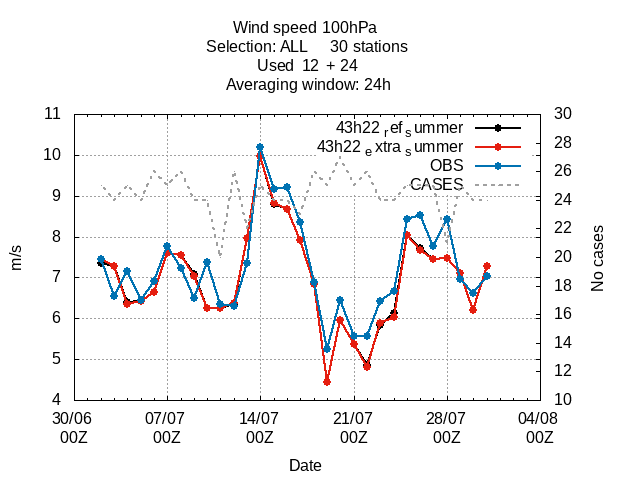 Wind speed 100hPa
Selection: ALL 30 stations
Used 12 + 24
Averaging window: 24h
11
10
9
8
7
6
5
4
m/s
30
28
26
24
22
20
18
16
14
12
10
No cases
43h22 ref summer
43h22 extra summer
OBS
CASES
30/06 07/07 14/07 21/07 28/07 04/08
00Z 00Z 00Z 00Z 00Z 00Z
Date